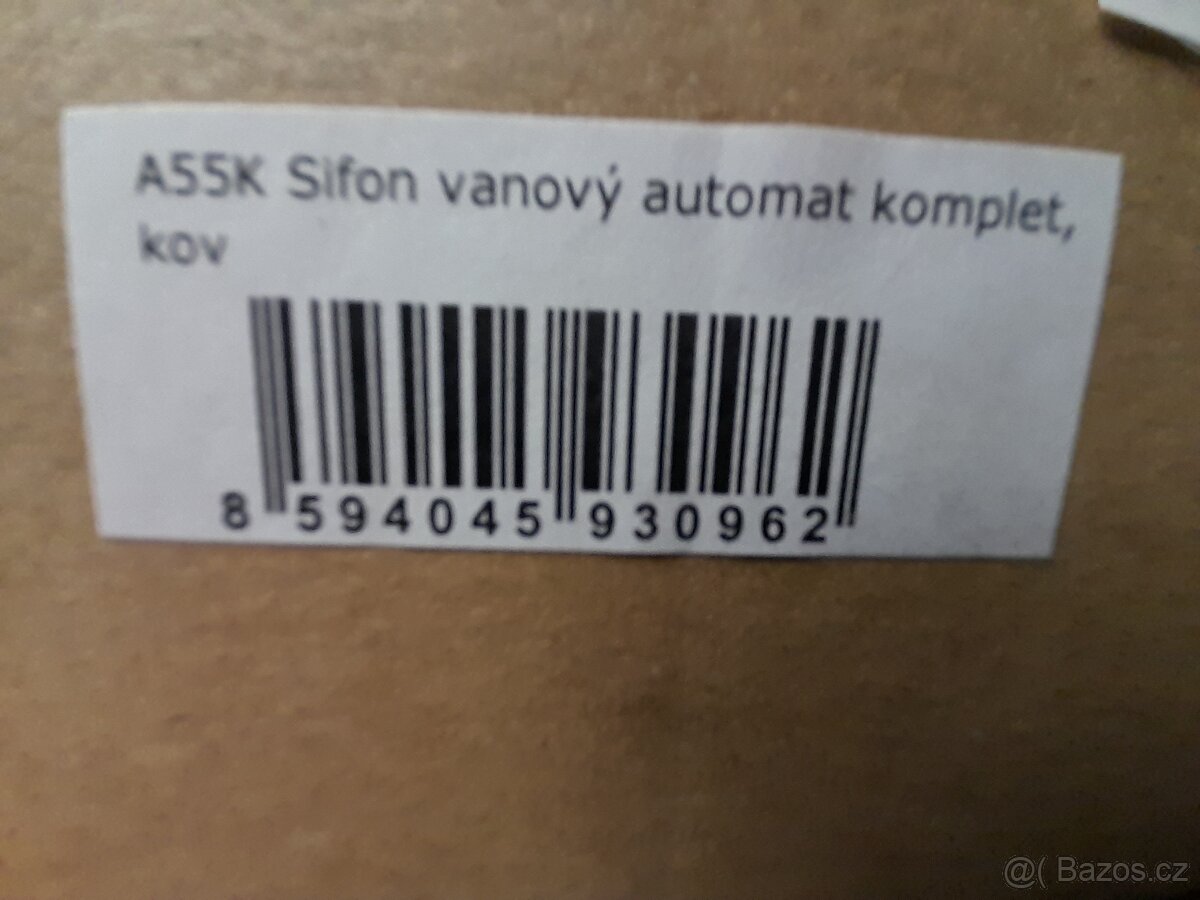 A55K Sifon vanový automat komplet,
kov
8 594045 930962
@( Bazos.cz